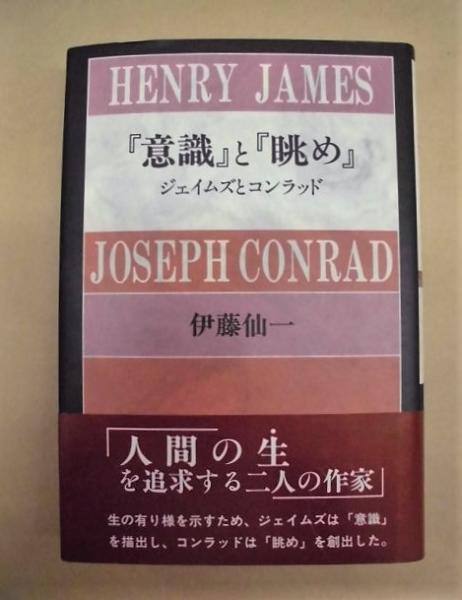 HENRY JAMES
『意識』と『眺め』
ジェイムズとコンラッド
JOSEPH CONRAD
伊藤仙一
「人間の生
を追求する二人の作家」
生の有り様を示すため、ジェイムズは「意識」
を描出し、コンラッドは「眺め」を創出した。